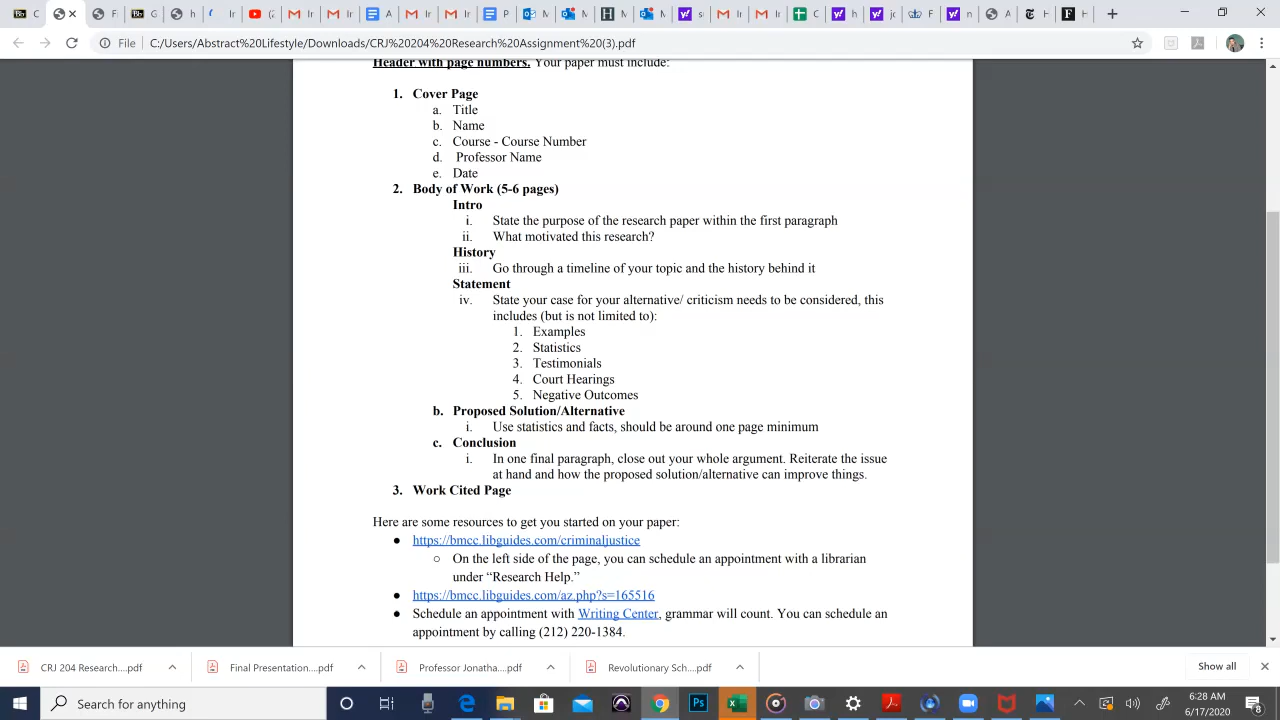 File
C:/Users/Abstract%20Lifestyle/Downloads/CRJ%20204%20Research%20Assignment%20(3).pdf
Header with page numbers. Your paper must include:
1. Cover Page
a. Title
b. Name
c. Course - Course Number
d. Professor Name
e. Date
2. Body of Work (5-6 pages)
Intro
i. State the purpose of the research paper within the first paragraph
ii. What motivated this research?
History
iii. Go through a timeline of your topic and the history behind it
Statement
iv. State your case for your alternative/ criticism needs to be considered, this
includes (but is not limited to):
1. Examples
2. Statistics
3. Testimonials
4. Court Hearings
5. Negative Outcomes
b. Proposed Solution/Alternative
i. Use statistics and facts, should be around one page minimum
c. Conclusion
i. In one final paragraph, close out your whole argument. Reiterate the issue
at hand and how the proposed solution/alternative can improve things.
3. Work Cited Page
Here are some resources to get you started on your paper:
● https://bmcc.libguides.com/criminaljustice
○ On the left side of the page, you can schedule an appointment with a librarian
under “Research Help.”
● https://bmcc.libguides.com/az.php?s=165516
● Schedule an appointment with Writing Center, grammar will count. You can schedule an
appointment by calling (212) 220-1384.
CRJ 204 Research....pdf
Final Presentation....pdf
Professor Jonatha....pdf
Revolutionary Sch....pdf
Show all
Search for anything
6:28 AM
6/17/2020
8